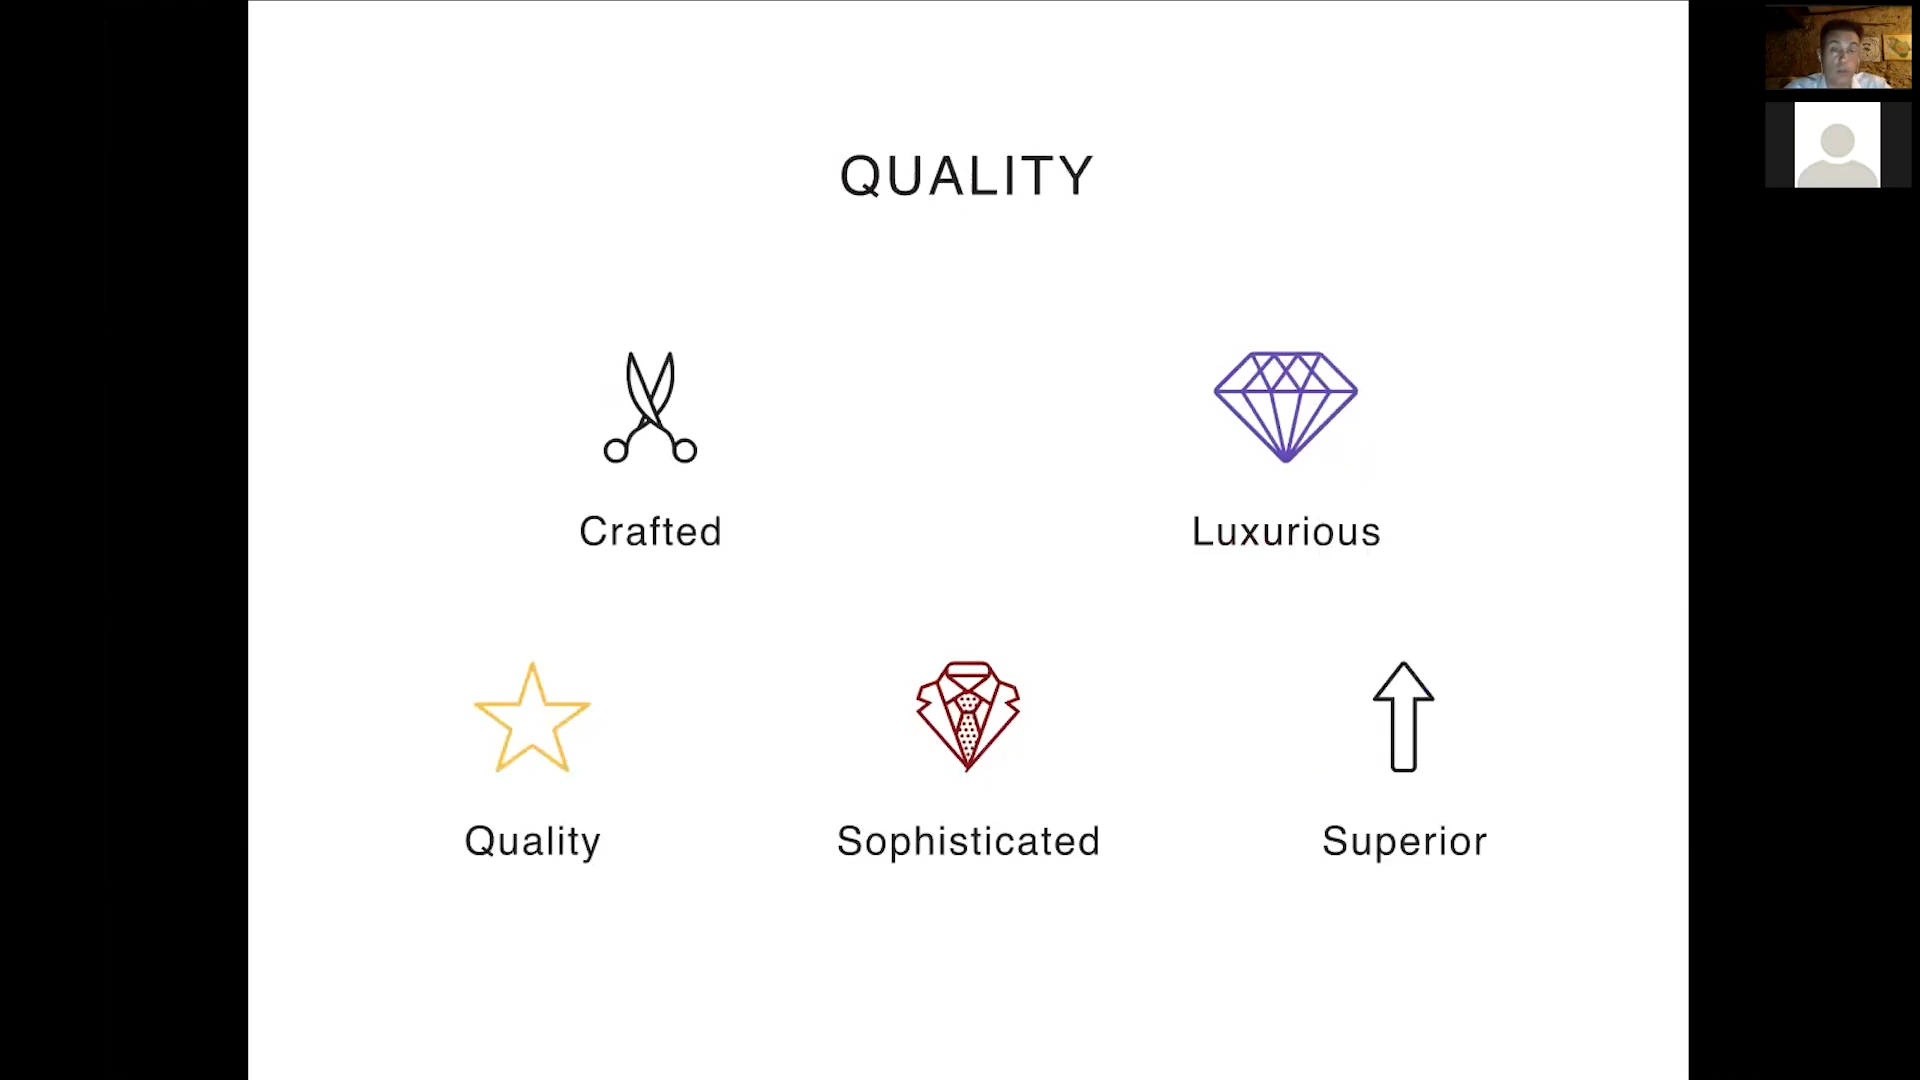 QUALITY
Crafted
Luxurious
Quality
Sophisticated
Superior